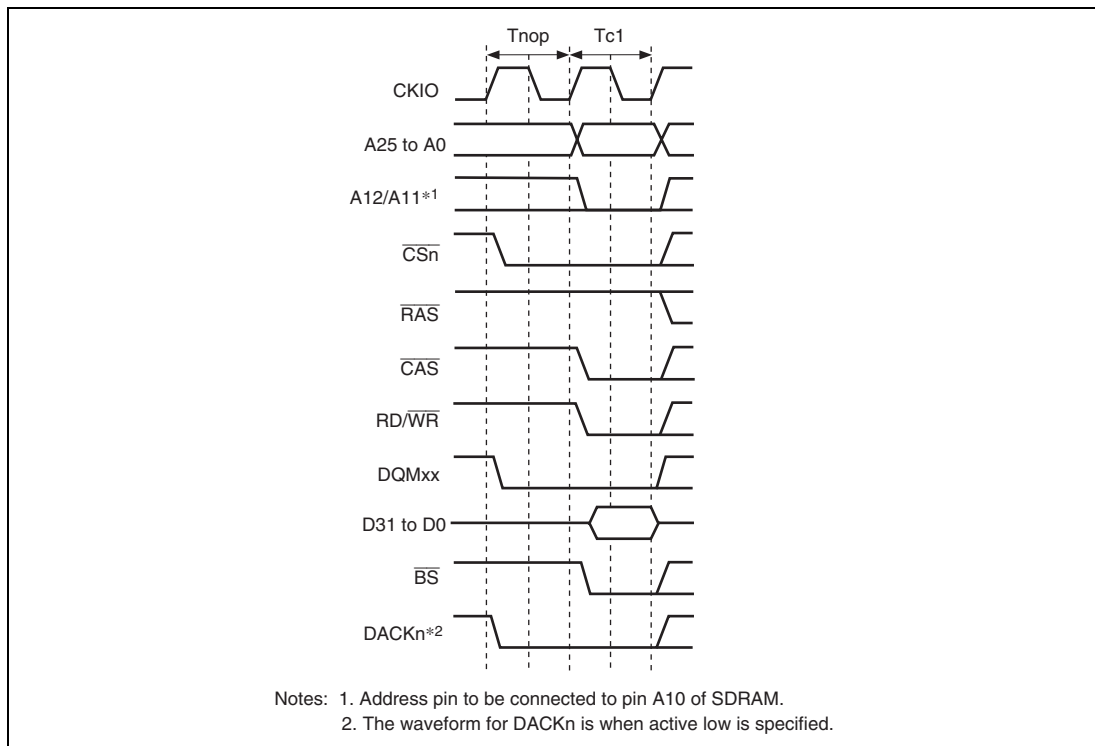 Tnop Tc1
CKIO
A25 to A0
A12/A11*1
CSn
RAS
CAS
RD/WR
DQMxx
D31 to D0
BS
DACKn*2
Notes: 1. Address pin to be connected to pin A10 of SDRAM.
2. The waveform for DACKn is when active low is specified.